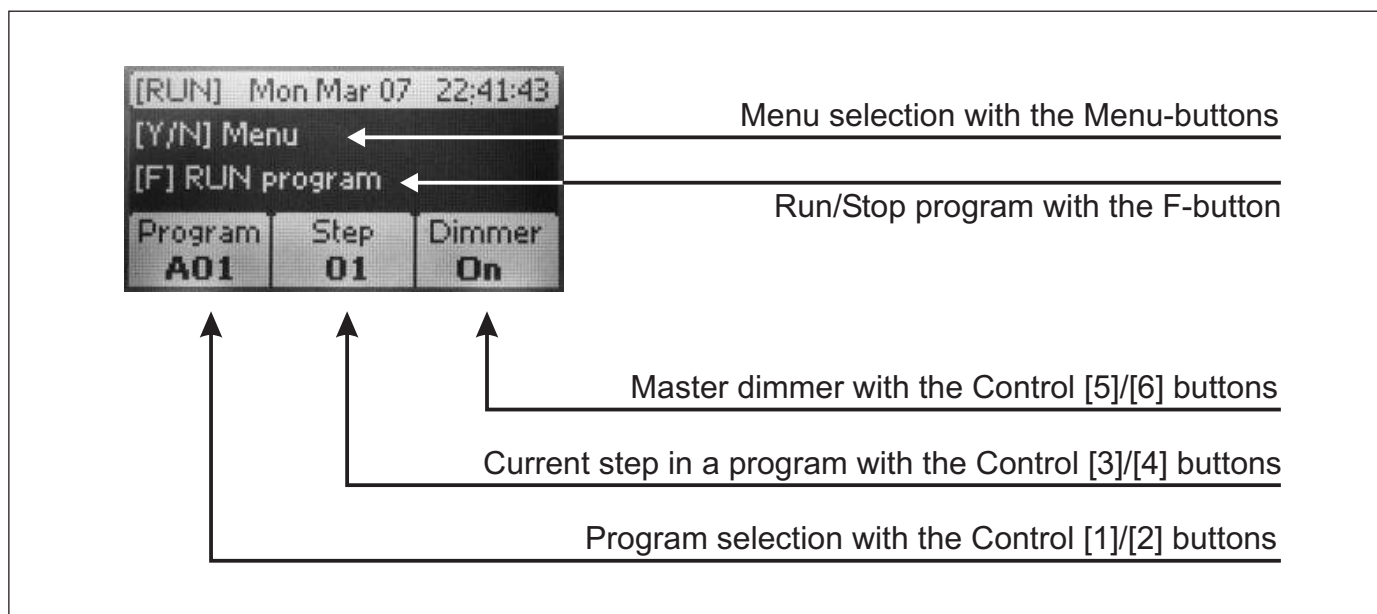 [RUN] Mon Mar 07 22:41:43
[Y/N] Menu
[F] RUN program
Program Step Dimmer
A01 01 On
Menu selection with the Menu-buttons
Run/Stop program with the F-button
Master dimmer with the Control [5]/[6] buttons
Current step in a program with the Control [3]/[4] buttons
Program selection with the Control [1]/[2] buttons